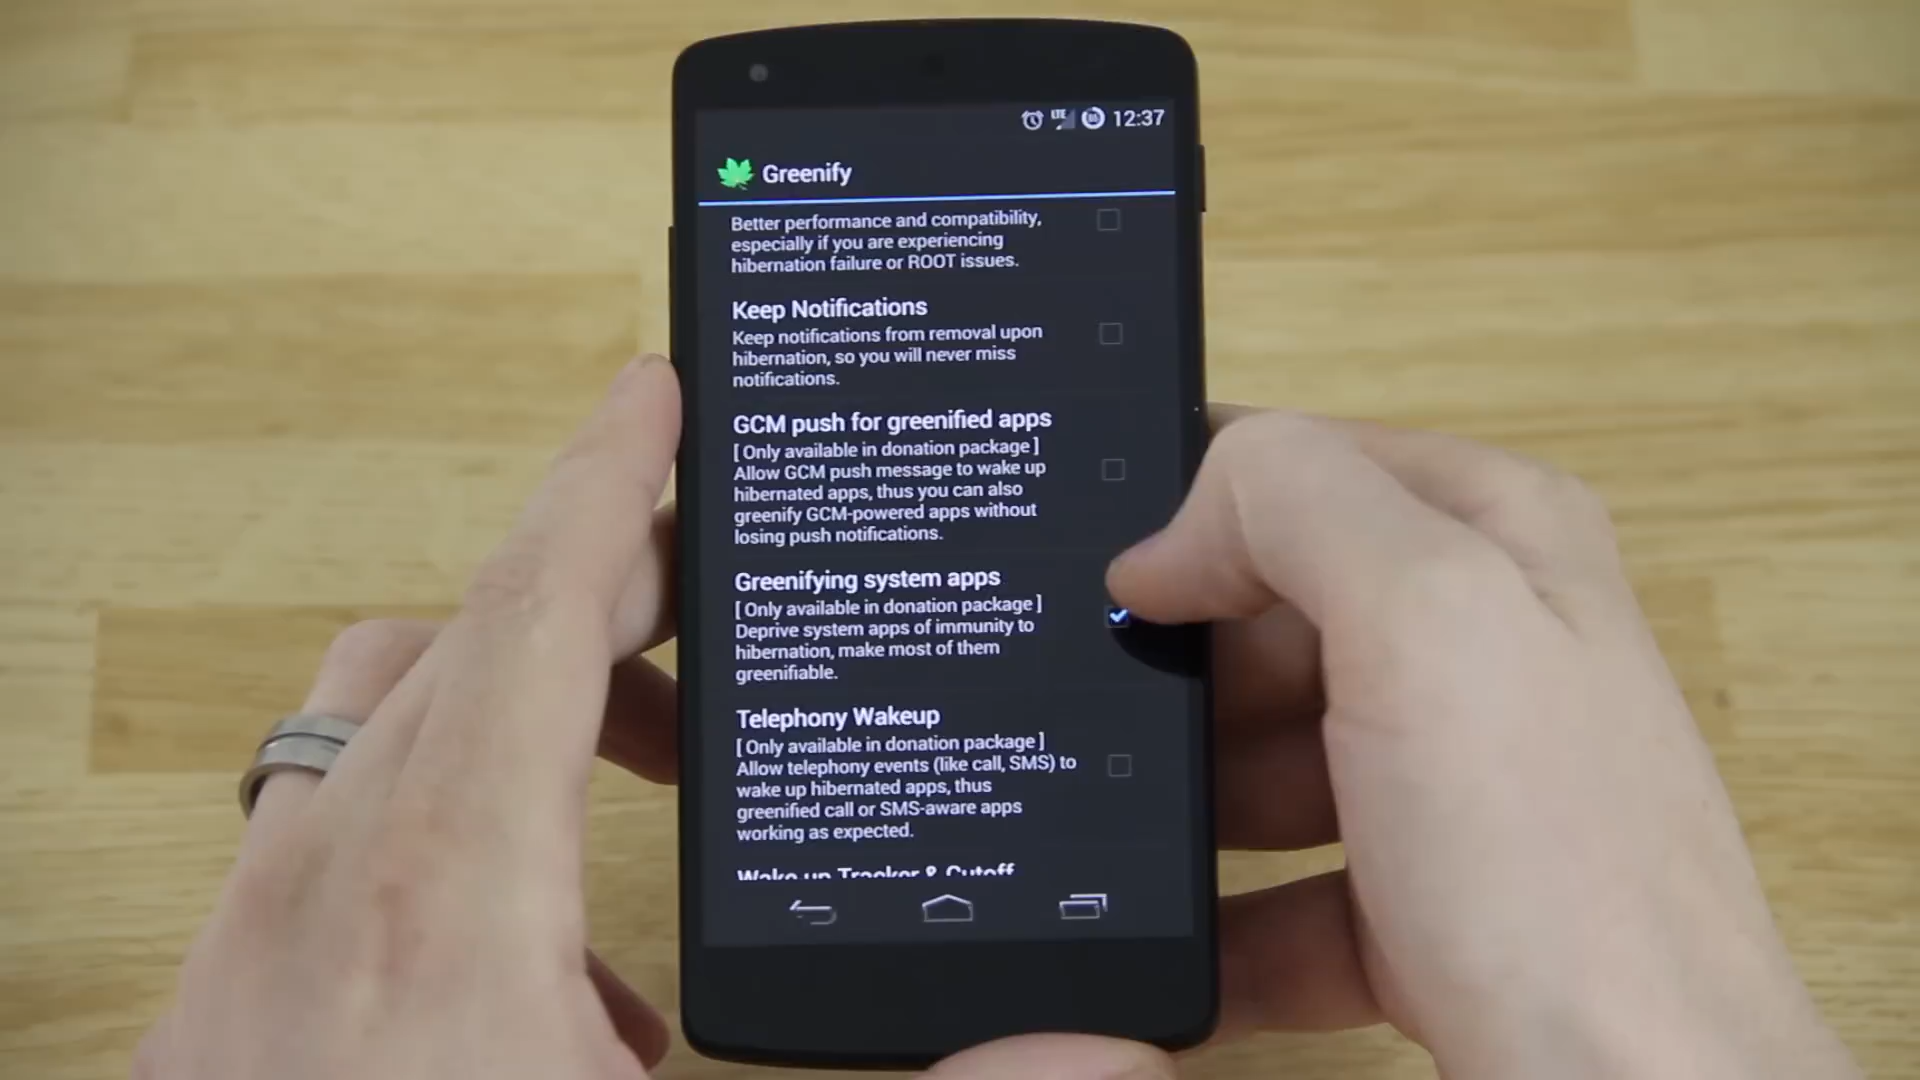 LTE 12:37
Greenify
Better performance and compatibility,
especially if you are experiencing
hibernation failure or ROOT issues.
Keep Notifications
Keep notifications from removal upon
hibernation, so you will never miss
notifications.
GCM push for greenified apps
[ Only available in donation package ]
Allow GCM push message to wake up
hibernated apps, thus you can also
greenify GCM-powered apps without
losing push notifications.
Greenifying system apps
[ Only available in donation package ]
Deprive system apps of immunity to
hibernation, make most of them
greenifiable.
Telephony Wakeup
[ Only available in donation package ]
Allow telephony events (like call, SMS) to
wake up hibernated apps, thus
greenified call or SMS-aware apps
working as expected.
Wake-up Tracker & Cutoff